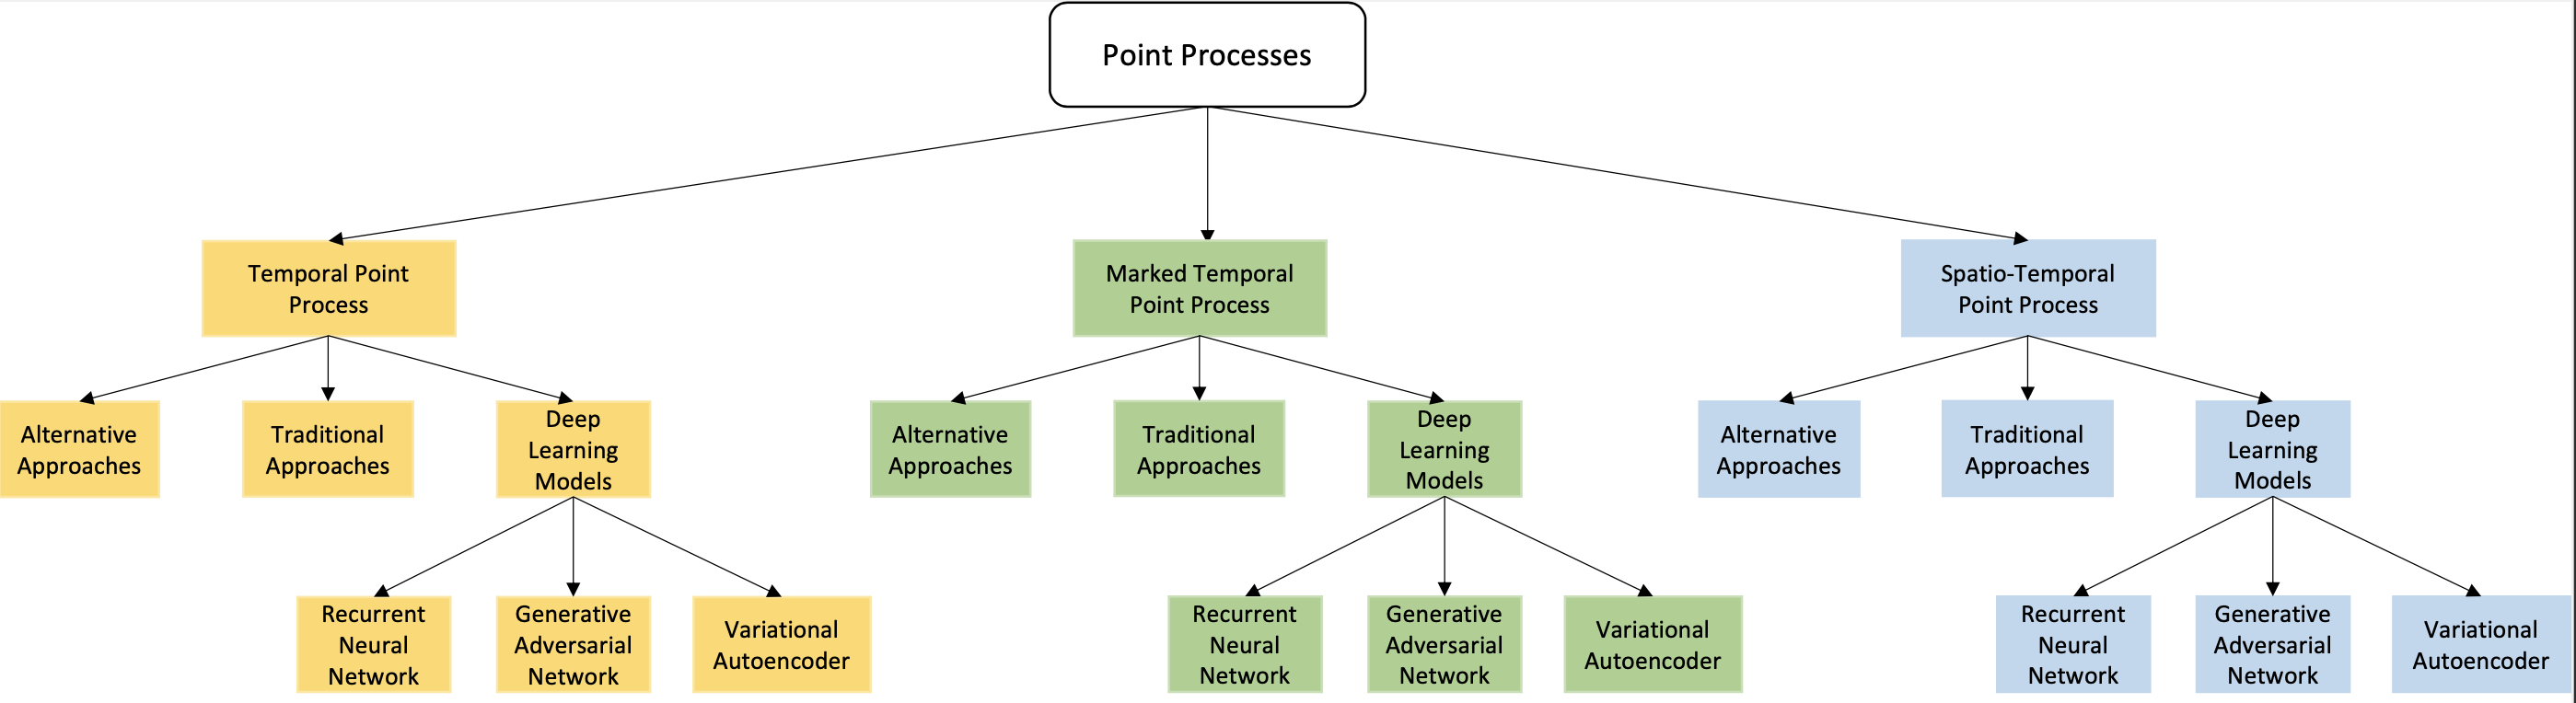 Point Processes
Temporal Point
Process
Marked Temporal
Point Process
Spatio-Temporal
Point Process
Alternative
Approaches
Traditional
Approaches
Deep
Learning
Models
Alternative
Approaches
Traditional
Approaches
Deep
Learning
Models
Alternative
Approaches
Traditional
Approaches
Deep
Learning
Models
Recurrent
Neural
Network
Generative
Adversarial
Network
Variational
Autoencoder
Recurrent
Neural
Network
Generative
Adversarial
Network
Variational
Autoencoder
Recurrent
Neural
Network
Generative
Adversarial
Network
Variational
Autoencoder